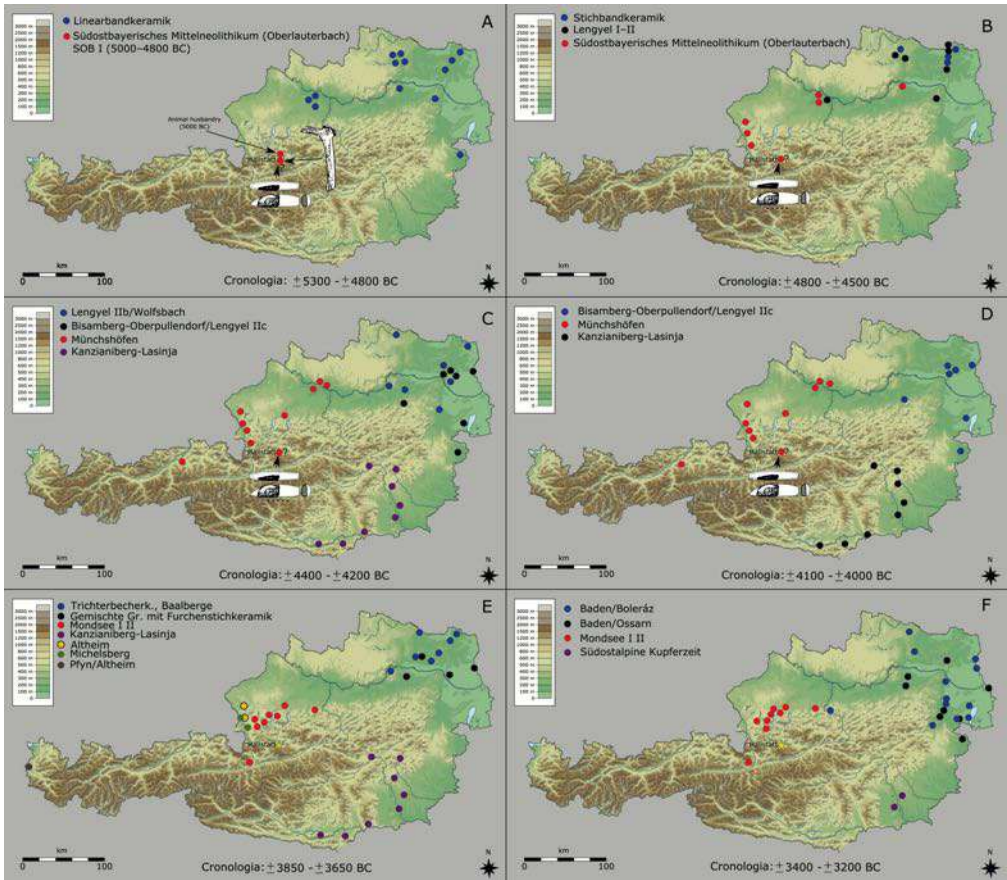 A
Linearbandkeramik
Südostbayerisches Mittelneolithikum (Oberlauterbach)
SOB I (5000–4800 BC)
Animal husbandry
(5000 BC)
km
0 100
Cronologia: ±5300 - ±4800 BC
N
B
Stichbandkeramik
Lengyel I–II
Südostbayerisches Mittelneolithikum (Oberlauterbach)
km
0 100
Cronologia: ±4800 - ±4500 BC
N
C
Lengyel IIb/Wolfsbach
Bisamberg-Oberpullendorf/Lengyel IIc
Münchshöfen
Kanzianiberg-Lasinja
km
0 100
Cronologia: ±4400 - ±4200 BC
N
D
Bisamberg-Oberpullendorf/Lengyel IIc
Münchshöfen
Kanzianiberg-Lasinja
km
0 100
Cronologia: ±4100 - ±4000 BC
N
E
Trichterbecherk., Baalberge
Gemischte Gr. mit Furchenstichkeramik
Mondsee I II
Kanzianiberg-Lasinja
Altheim
Michelsberg
Pfyn/Altheim
km
0 100
Cronologia: ±3850 - ±3650 BC
N
F
Baden/Boleráz
Baden/Ossarn
Mondsee I II
Südostalpine Kupferzeit
km
0 100
Cronologia: ±3400 - ±3200 BC
N